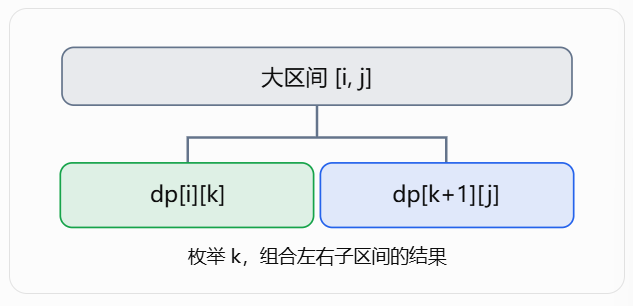 大区间 [i, j]
dp[i][k]
dp[k+1][j]
枚举 k，组合左右子区间的结果